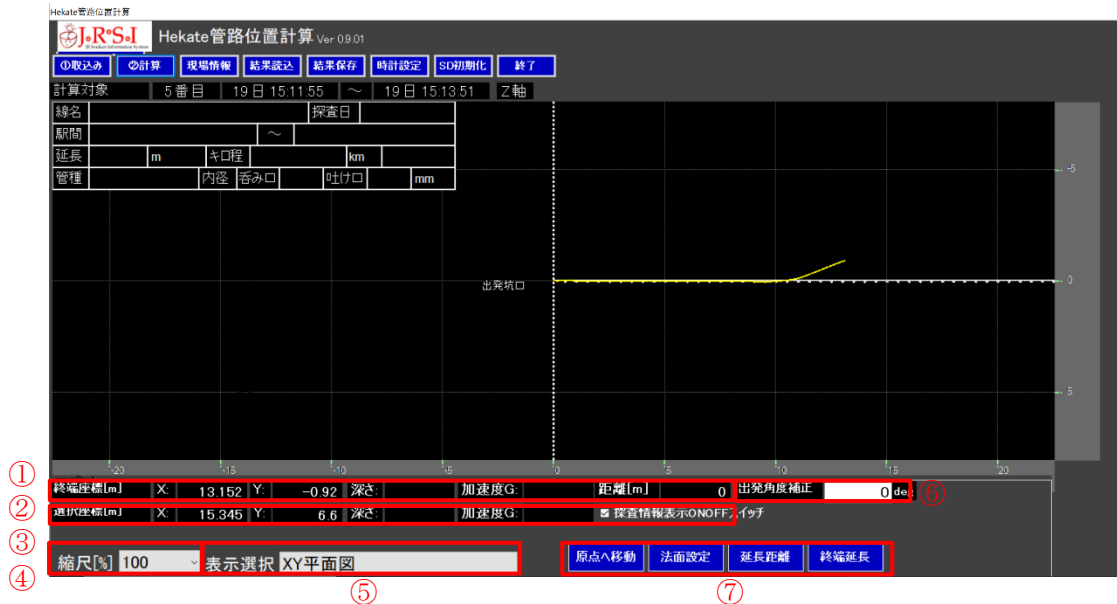 Hekate管路位置計算
J.R.S.I Hekate管路位置計算 Ver 0.9.01
①取込み ②計算 現場情報 結果読込 結果保存 時計設定 SD初期化 終了
計算対象 5番目 19日 15:11:55 ～ 19日 15:13:51 Z軸
線名 探査日
駅間 ～
延長 m キロ程 km
管種 内径 呑み口 吐け口 mm
-5
出発坑口 0
5
-20 -15 -10 -5 0 5 10 15 20
① 終端座標[m] X: 13.152 Y: -0.92 深さ: 加速度G: 距離[m] 0 出発角度補正 0 deg ⑥
② 選択座標[m] X: 15.345 Y: 6.6 深さ: 加速度G: 探査情報表示ONOFFスイッチ
③
④ 縮尺[%] 100 表示選択 XY平面図 原点へ移動 法面設定 延長距離 終端延長
⑤ ⑦